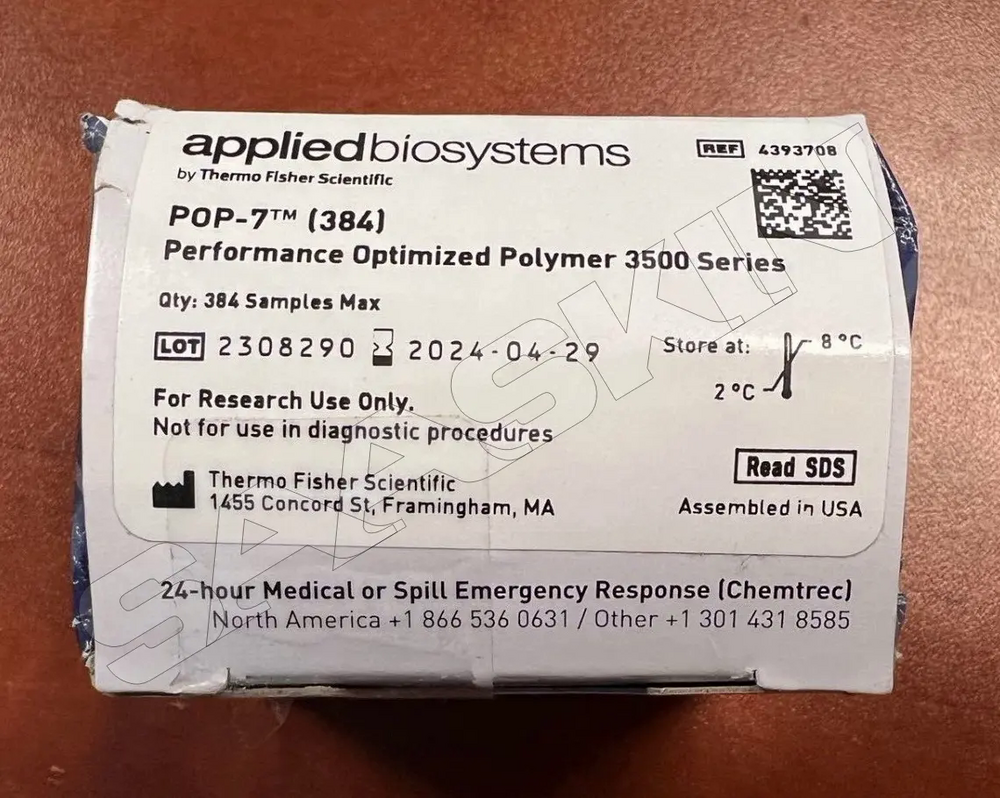 appliedbiosystems
by Thermo Fisher Scientific
REF 4393708
POP-7™ (384)
Performance Optimized Polymer 3500 Series
Qty: 384 Samples Max
LOT 2308290 2024-04-29
Store at: 2 °C 8 °C
For Research Use Only.
Not for use in diagnostic procedures
Read SDS
Thermo Fisher Scientific
1455 Concord St, Framingham, MA
Assembled in USA
24-hour Medical or Spill Emergency Response (Chemtrec)
North America +1 866 536 0631 / Other +1 301 431 8585